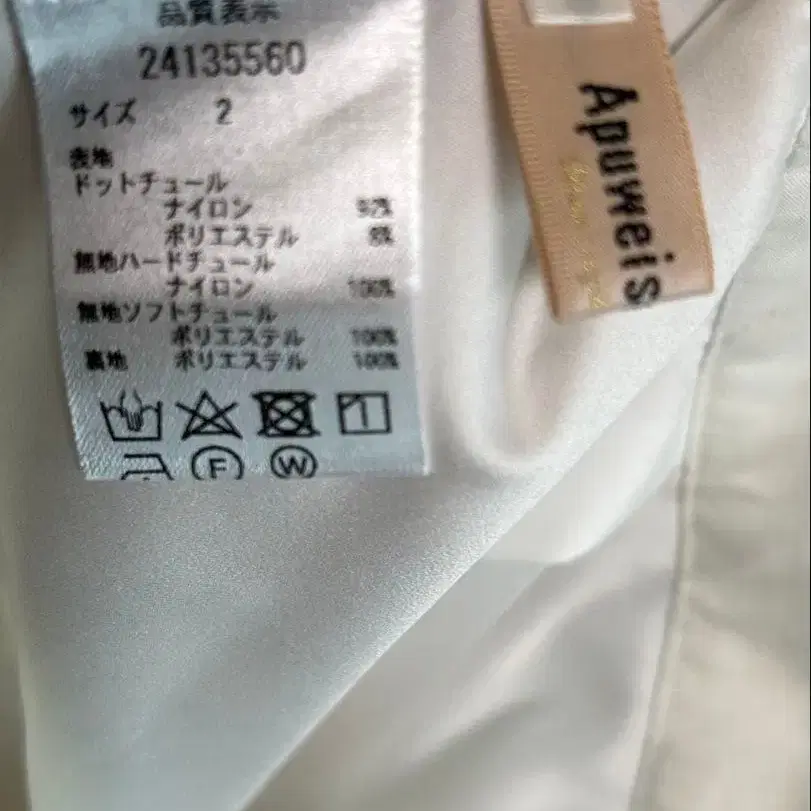 品質表示
24135560
サイズ 2
表地
ドットチュール
ナイロン 92%
ポリエステル 8%
無地ハードチュール
ナイロン 100%
無地ソフトチュール
ポリエステル 100%
裏地 ポリエステル 100%
1
F W
Apuweis